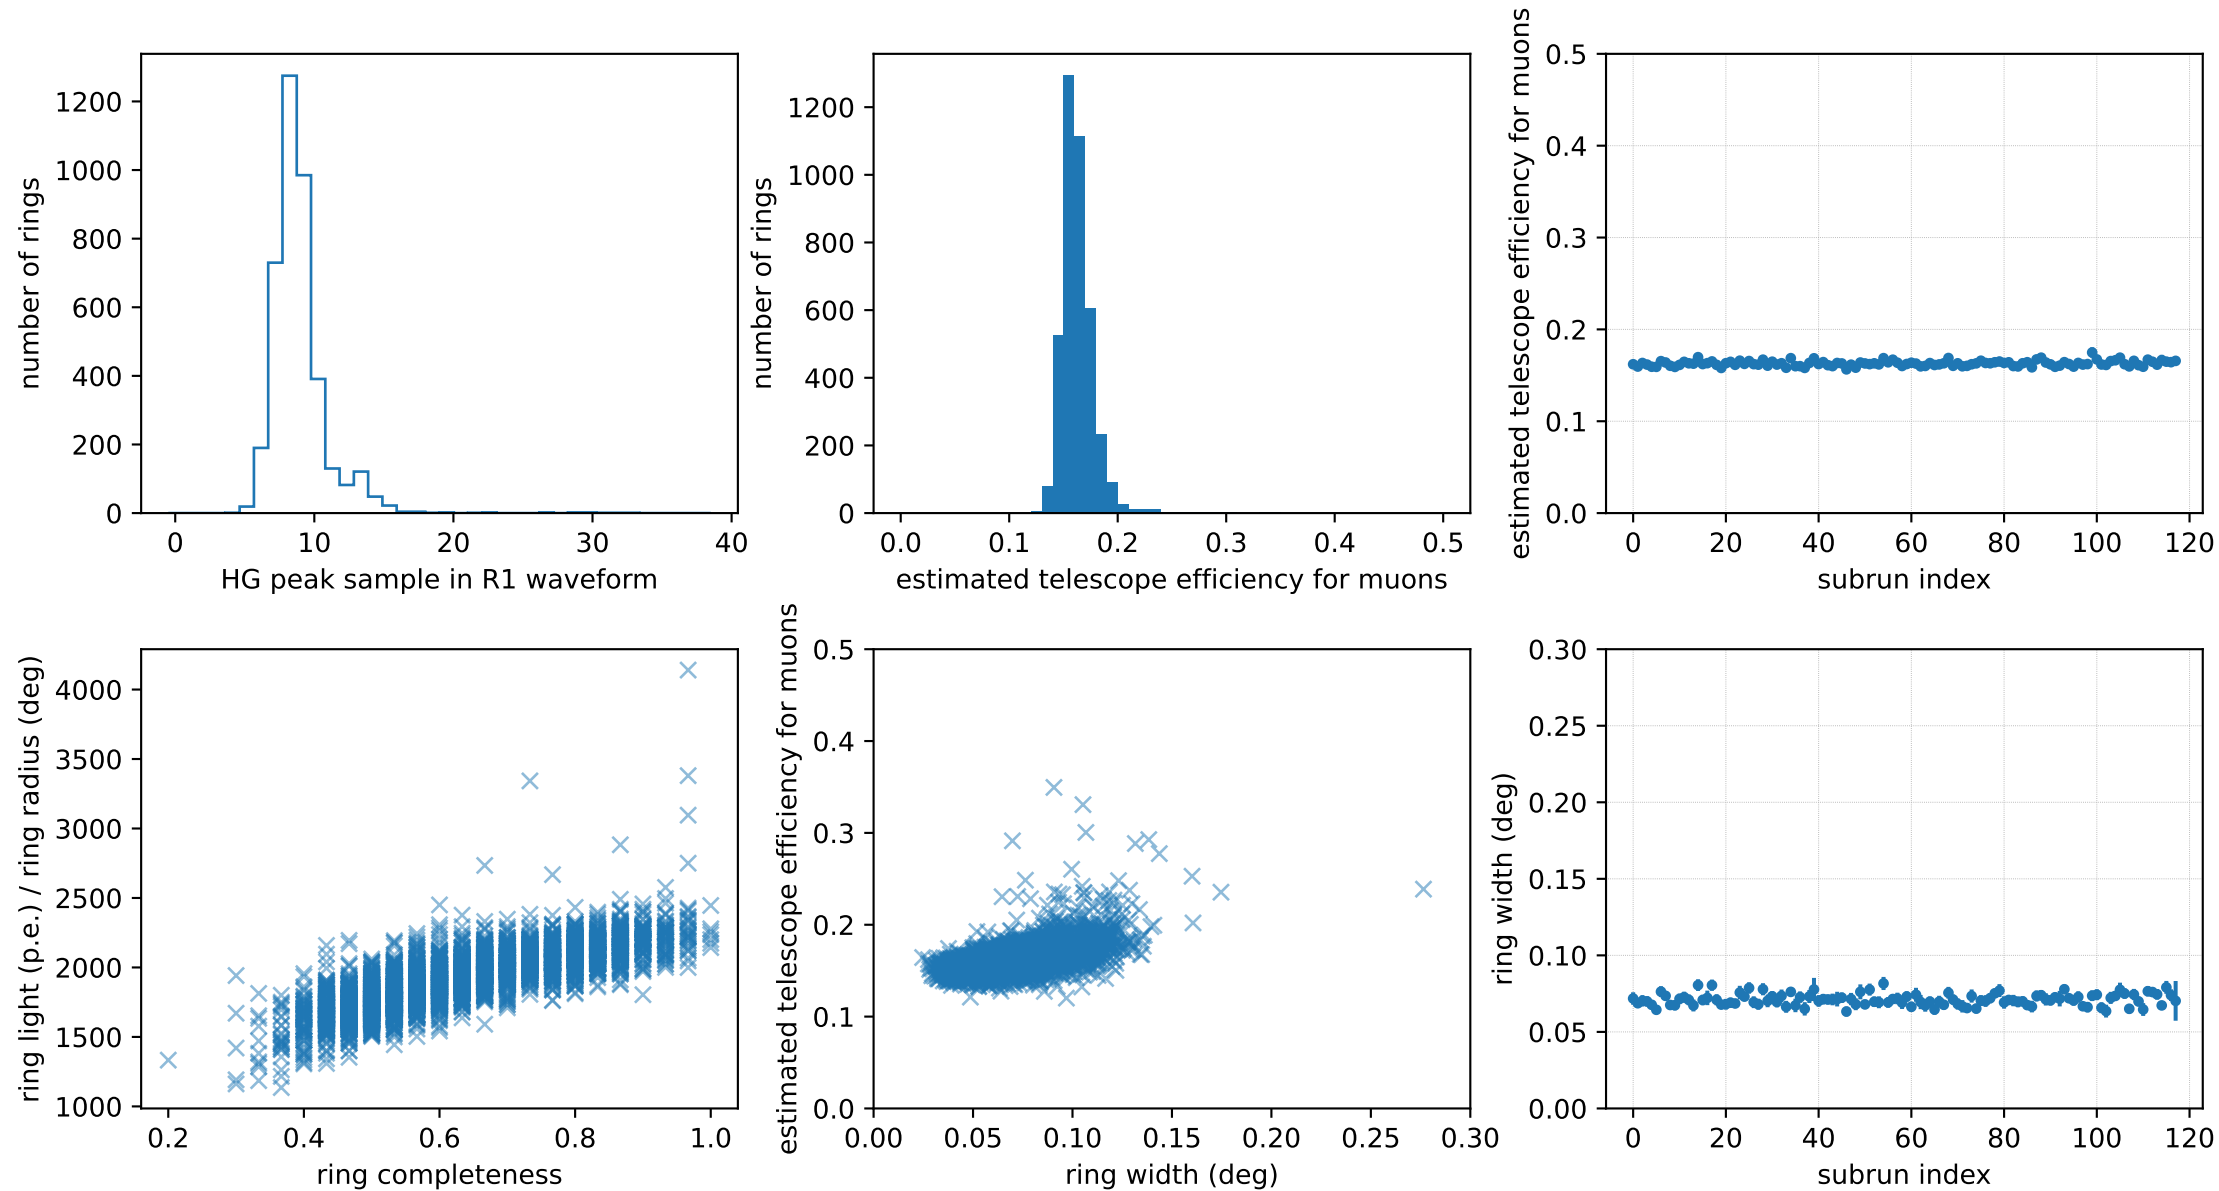 number of rings
1200
1000
800
600
400
200
0
0 10 20 30 40
HG peak sample in R1 waveform
number of rings
1200
1000
800
600
400
200
0
0.0 0.1 0.2 0.3 0.4 0.5
estimated telescope efficiency for muons
estimated telescope efficiency for muons
0.5
0.4
0.3
0.2
0.1
0.0
0 20 40 60 80 100 120
subrun index
ring light (p.e.) / ring radius (deg)
4000
3500
3000
2500
2000
1500
1000
0.2 0.4 0.6 0.8 1.0
ring completeness
estimated telescope efficiency for muons
0.5
0.4
0.3
0.2
0.1
0.0
0.00 0.05 0.10 0.15 0.20 0.25 0.30
ring width (deg)
ring width (deg)
0.30
0.25
0.20
0.15
0.10
0.05
0.00
0 20 40 60 80 100 120
subrun index